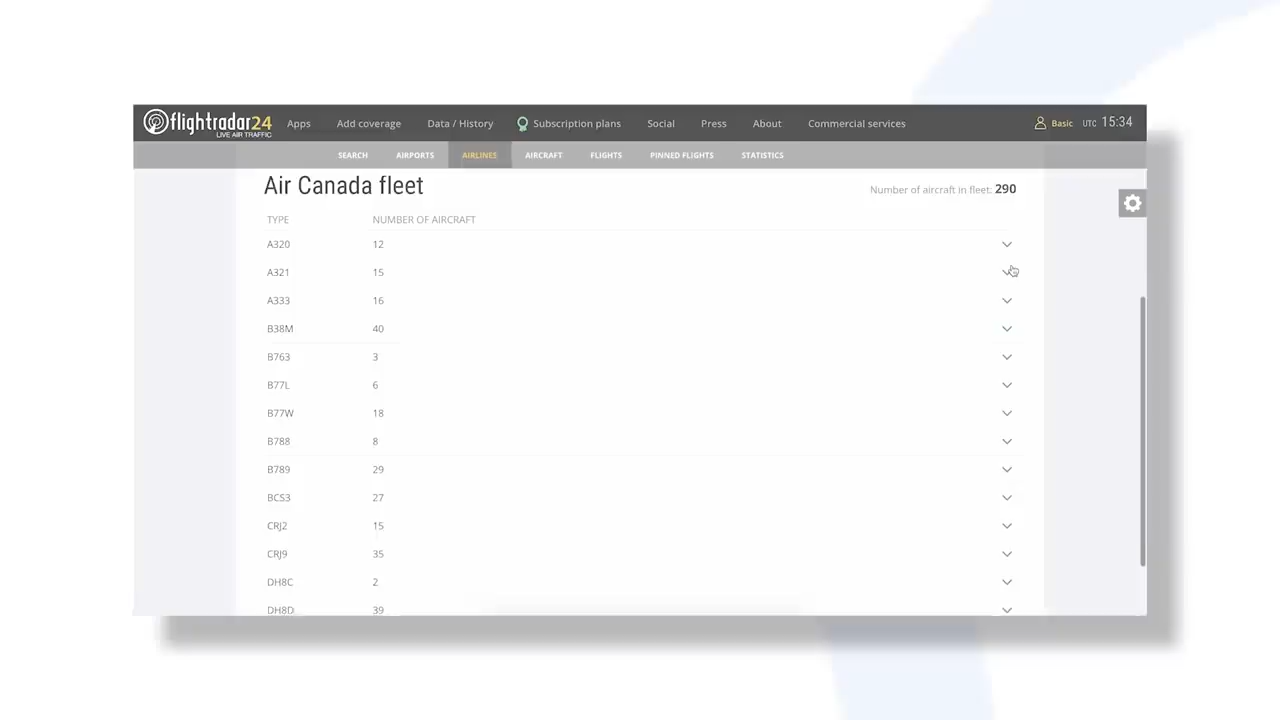 flightradar24
LIVE AIR TRAFFIC
Apps Add coverage Data / History Subscription plans Social Press About Commercial services Basic UTC 15:34
SEARCH AIRPORTS AIRLINES AIRCRAFT FLIGHTS PINNED FLIGHTS STATISTICS
Air Canada fleet Number of aircraft in fleet: 290
TYPE NUMBER OF AIRCRAFT
A320 12
A321 15
A333 16
B38M 40
B763 3
B77L 6
B77W 18
B788 8
B789 29
BCS3 27
CRJ2 15
CRJ9 35
DH8C 2
DH8D 39